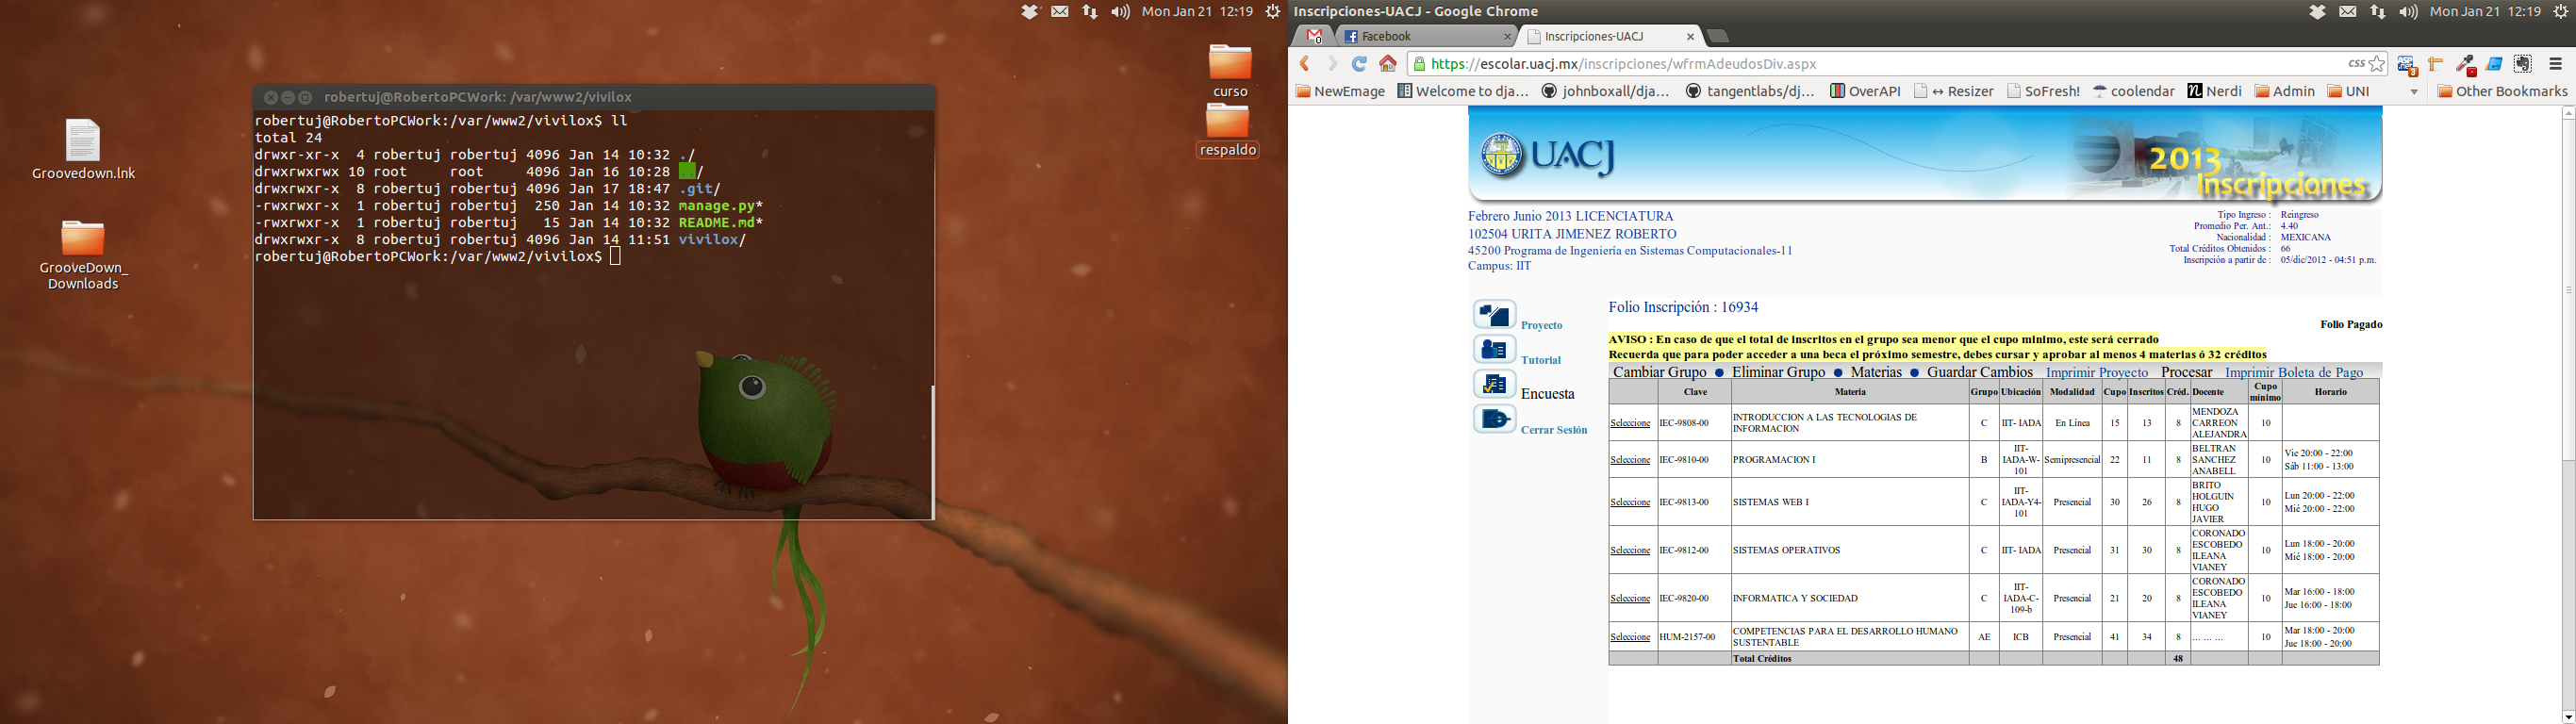 Mon Jan 21 12:19
curso
respaldo
Groovedown.lnk
GrooveDown_
Downloads
robertuj@RobertoPCWork: /var/www2/vivilox
robertuj@RobertoPCWork:/var/www2/vivilox$ ll
total 24
drwxr-xr-x 4 robertuj robertuj 4096 Jan 14 10:32 ./
drwxrwxrwx 10 root root 4096 Jan 16 10:28 ../
drwxrwxr-x 8 robertuj robertuj 4096 Jan 17 18:47 .git/
-rwxrwxr-x 1 robertuj robertuj 250 Jan 14 10:32 manage.py*
-rwxrwxr-x 1 robertuj robertuj 15 Jan 14 10:32 README.md*
drwxrwxr-x 8 robertuj robertuj 4096 Jan 14 11:51 vivilox/
robertuj@RobertoPCWork:/var/www2/vivilox$
Inscripciones-UACJ - Google Chrome
Mon Jan 21 12:19
Facebook
Inscripciones-UACJ
https://escolar.uacj.mx/inscripciones/wfrmAdeudosDiv.aspx
css
NewEmage Welcome to dja... johnboxall/dja... tangentlabs/dj... OverAPI ↔ Resizer SoFresh! coolendar Nerdi Admin UNI Other Bookmarks
UACJ
2013
Inscripciones
Febrero Junio 2013 LICENCIATURA
102504 URITA JIMENEZ ROBERTO
45200 Programa de Ingeniería en Sistemas Computacionales-11
Campus: IIT
Tipo Ingreso : Reingreso
Promedio Per. Ant.: 4.40
Nacionalidad : MEXICANA
Total Créditos Obtenidos : 66
Inscripción a partir de : 05/dic/2012 - 04:51 p.m.
Proyecto
Tutorial
Encuesta
Cerrar Sesión
Folio Inscripción : 16934
Folio Pagado
AVISO : En caso de que el total de inscritos en el grupo sea menor que el cupo mínimo, este será cerrado
Recuerda que para poder acceder a una beca el próximo semestre, debes cursar y aprobar al menos 4 materias ó 32 créditos
Cambiar Grupo ● Eliminar Grupo ● Materias ● Guardar Cambios Imprimir Proyecto Procesar Imprimir Boleta de Pago
Clave Materia Grupo Ubicación Modalidad Cupo Inscritos Créd. Docente Cupo mínimo Horario
Seleccione IEC-9808-00 INTRODUCCION A LAS TECNOLOGIAS DE INFORMACION C IIT- IADA En Línea 15 13 8 MENDOZA CARREON ALEJANDRA 10
Seleccione IEC-9810-00 PROGRAMACION I B IIT-IADA-W-101 Semipresencial 22 11 8 BELTRAN SANCHEZ ANABELL 10 Vie 20:00 - 22:00 Sáb 11:00 - 13:00
Seleccione IEC-9813-00 SISTEMAS WEB I C IIT-IADA-Y4-101 Presencial 30 26 8 BRITO HOLGUIN HUGO JAVIER 10 Lun 20:00 - 22:00 Mié 20:00 - 22:00
Seleccione IEC-9812-00 SISTEMAS OPERATIVOS C IIT- IADA Presencial 31 30 8 CORONADO ESCOBEDO ILEANA VIANEY 10 Lun 18:00 - 20:00 Mié 18:00 - 20:00
Seleccione IEC-9820-00 INFORMATICA Y SOCIEDAD C IIT-IADA-C-109-b Presencial 21 20 8 CORONADO ESCOBEDO ILEANA VIANEY 10 Mar 16:00 - 18:00 Jue 16:00 - 18:00
Seleccione HUM-2157-00 COMPETENCIAS PARA EL DESARROLLO HUMANO SUSTENTABLE AE ICB Presencial 41 34 8 ... ... ... 10 Mar 18:00 - 20:00 Jue 18:00 - 20:00
Total Créditos 48